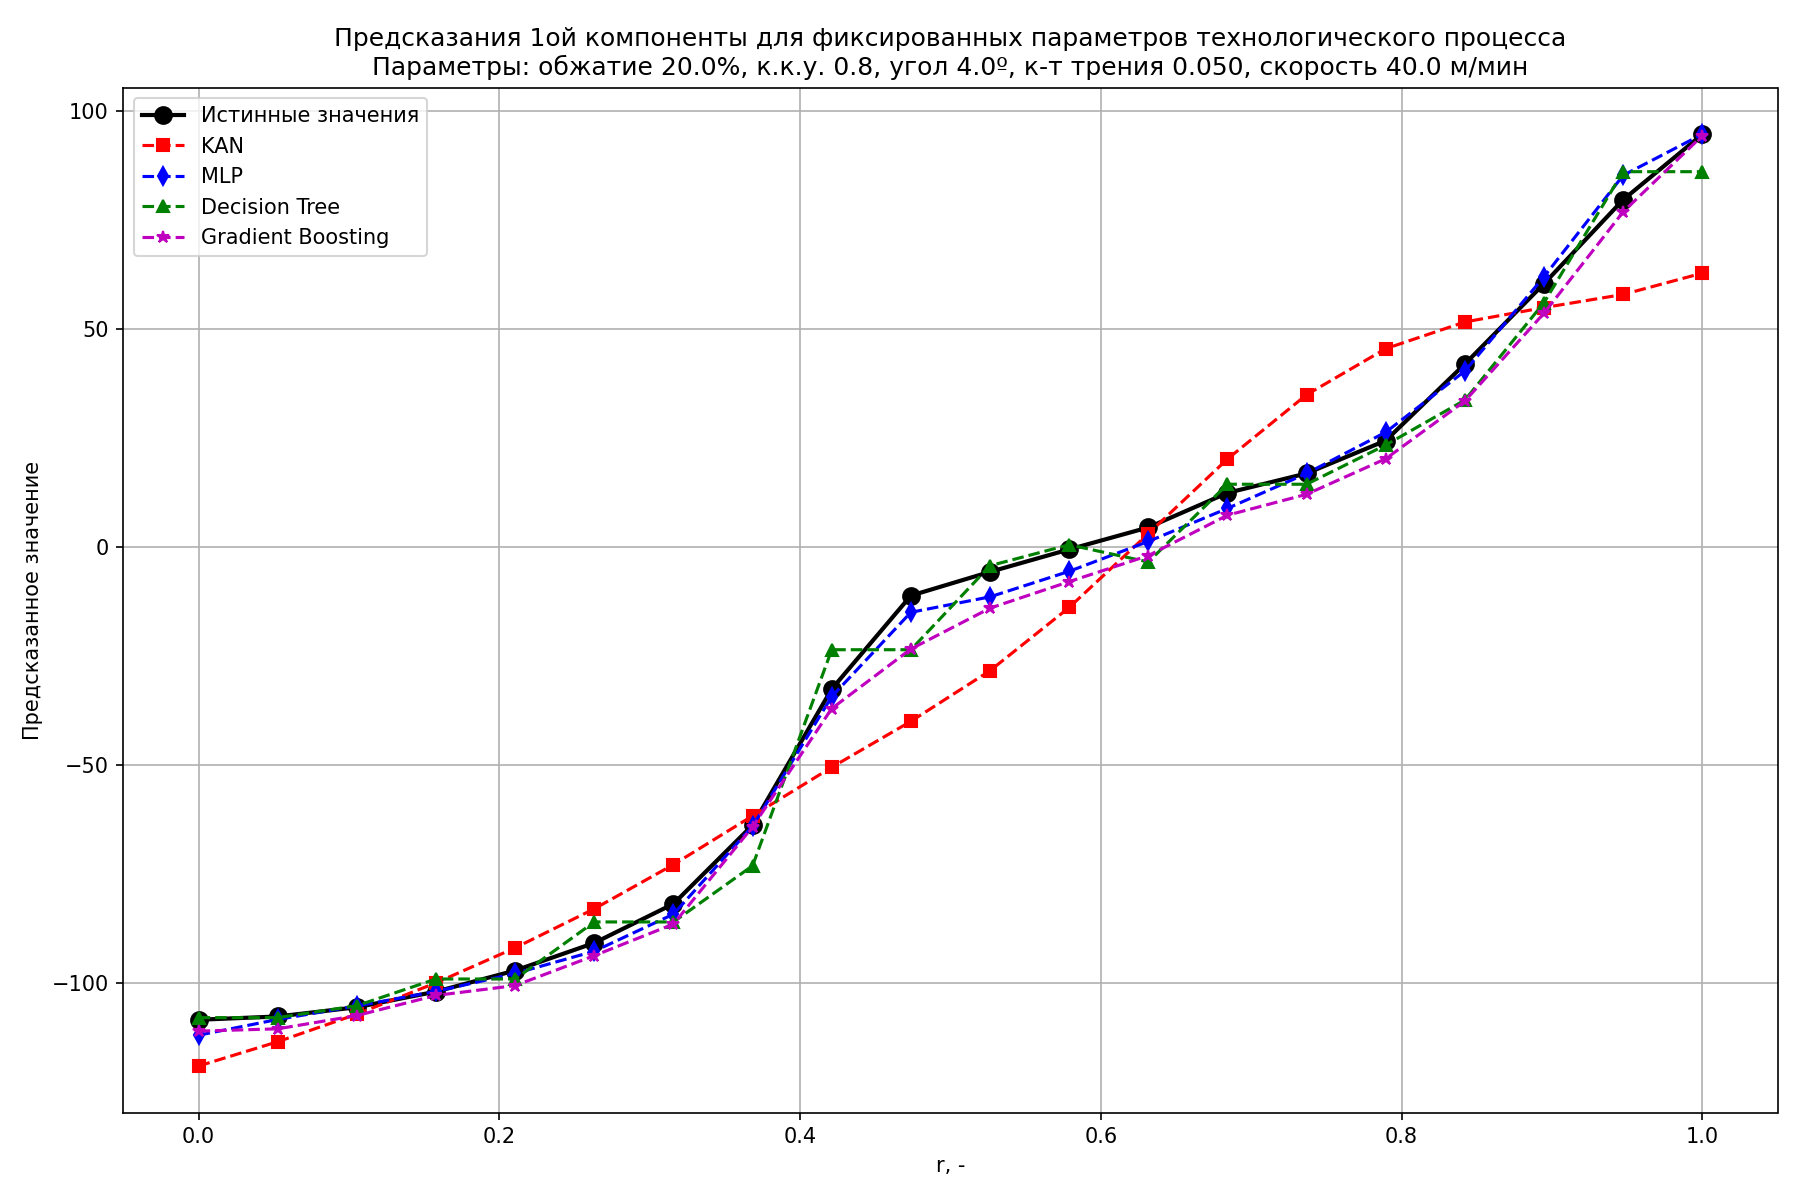 Предсказания 1ой компоненты для фиксированных параметров технологического процесса
Параметры: обжатие 20.0%, к.к.у. 0.8, угол 4.0º, к-т трения 0.050, скорость 40.0 м/мин
Истинные значения
KAN
MLP
Decision Tree
Gradient Boosting
Предсказанное значение
100
50
0
−50
−100
0.0
0.2
0.4
0.6
0.8
1.0
r, -